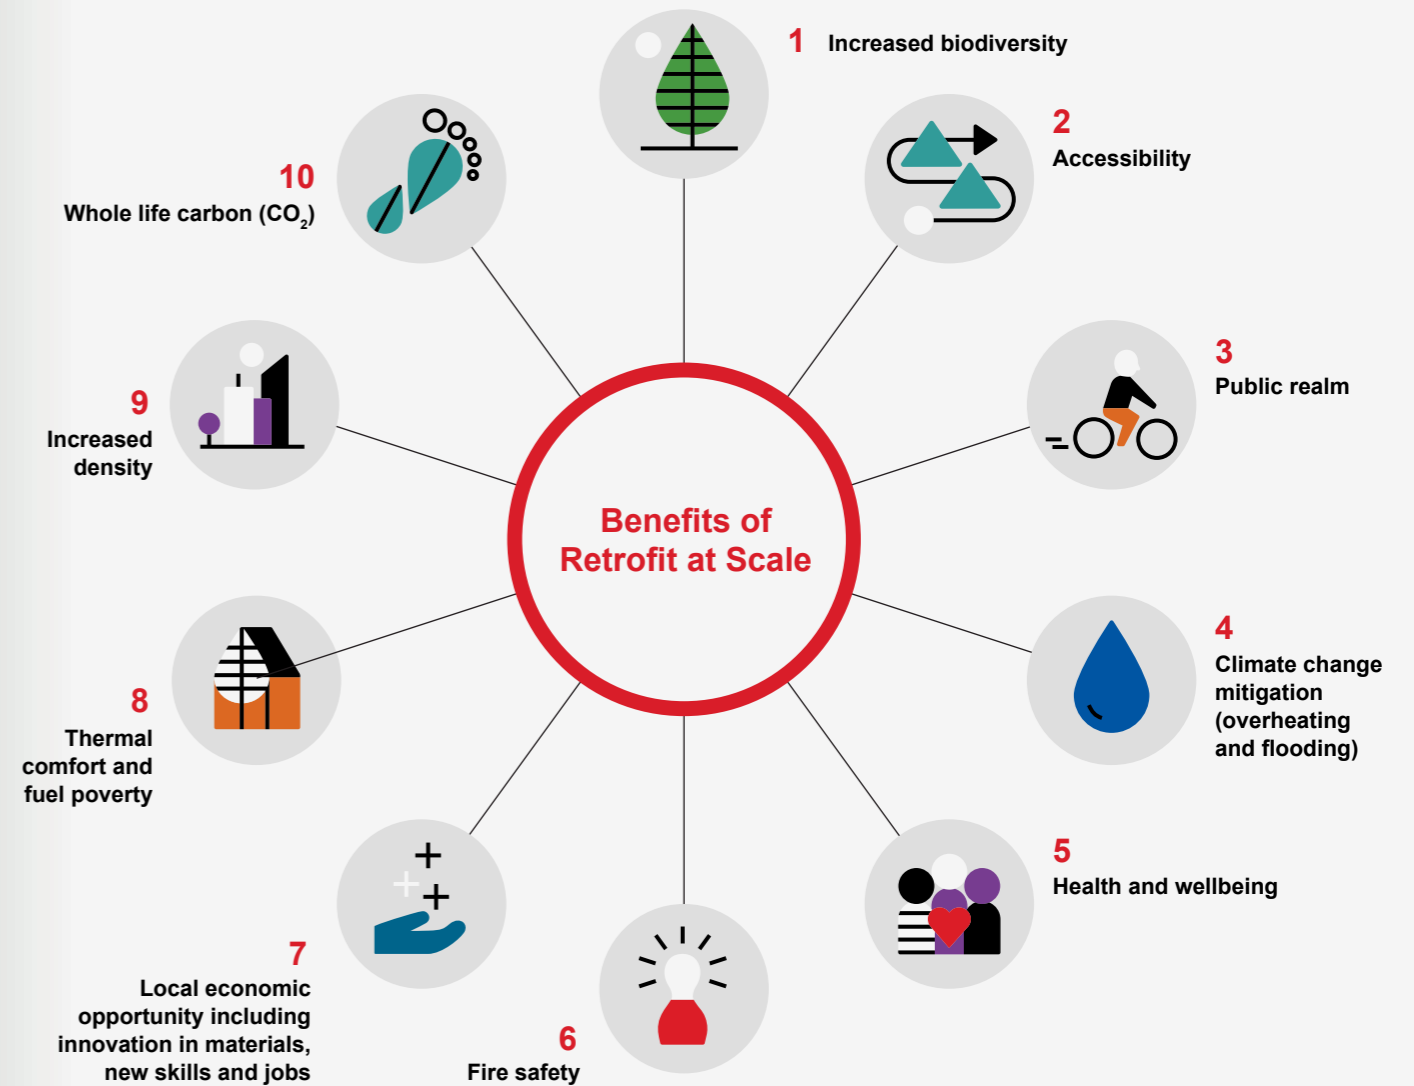 Benefits of
Retrofit at Scale
1 Increased biodiversity
2
Accessibility
3
Public realm
4
Climate change
mitigation
(overheating
and flooding)
5
Health and wellbeing
6
Fire safety
7
Local economic
opportunity including
innovation in materials,
new skills and jobs
8
Thermal
comfort and
fuel poverty
9
Increased
density
10
Whole life carbon (CO₂)